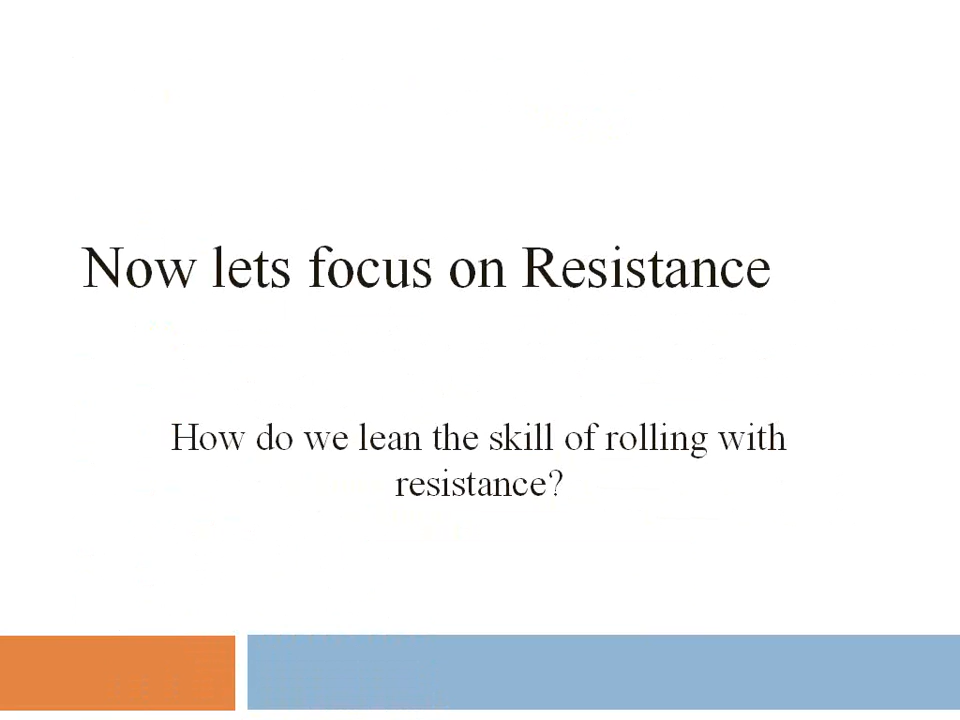 Now lets focus on Resistance
How do we lean the skill of rolling with
resistance?